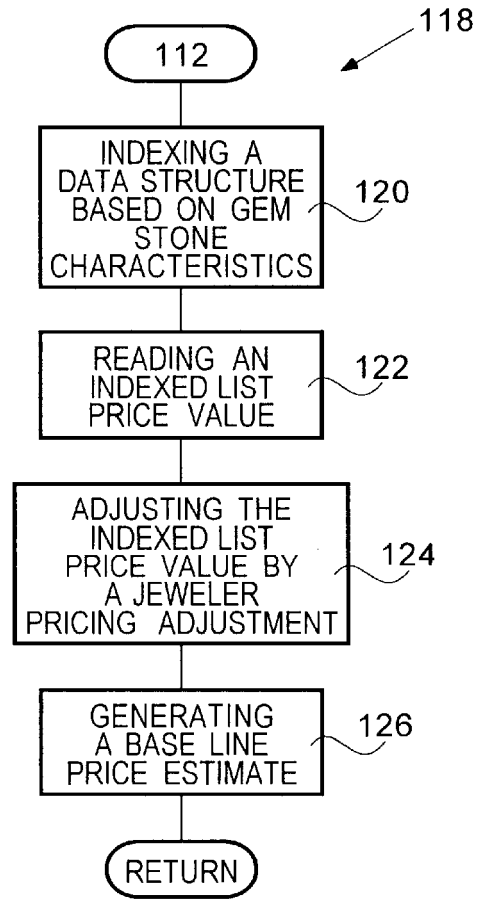 118
112
INDEXING A
DATA STRUCTURE
BASED ON GEM
STONE
CHARACTERISTICS
120
READING AN
INDEXED LIST
PRICE VALUE
122
ADJUSTING THE
INDEXED LIST
PRICE VALUE BY
A JEWELER
PRICING ADJUSTMENT
124
GENERATING
A BASE LINE
PRICE ESTIMATE
126
RETURN